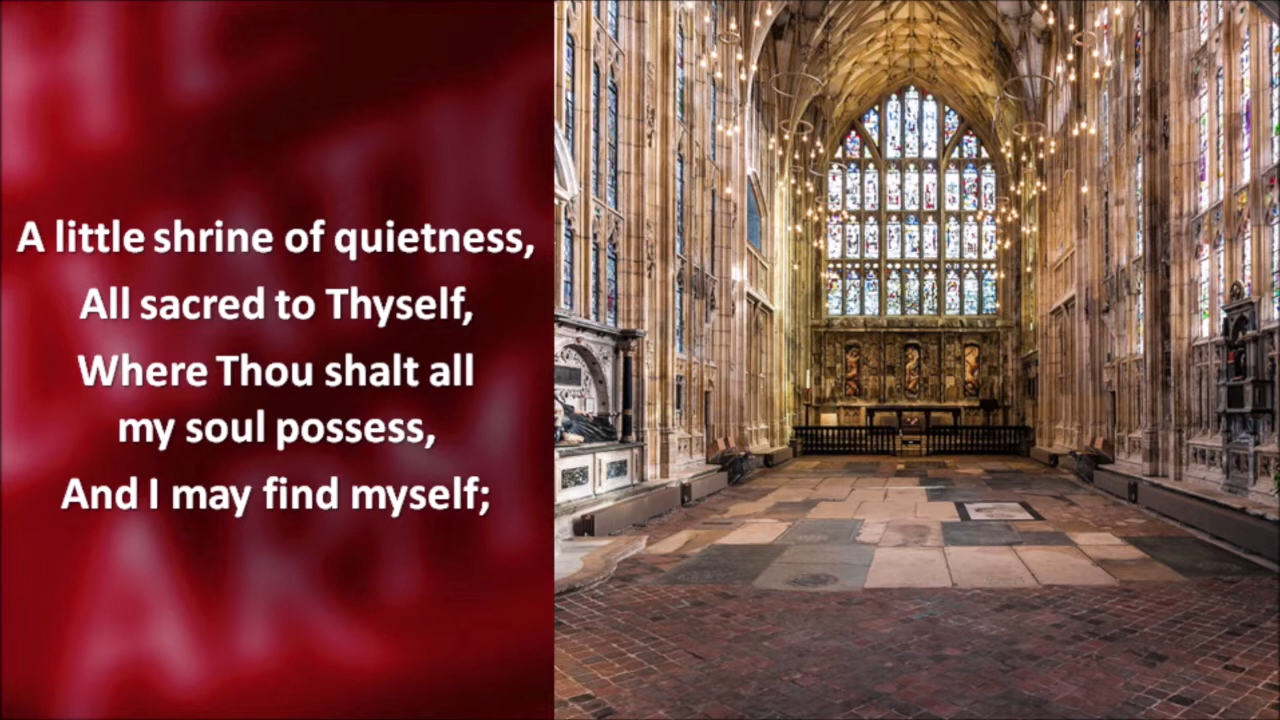 A little shrine of quietness,
All sacred to Thyself,
Where Thou shalt all
my soul possess,
And I may find myself;